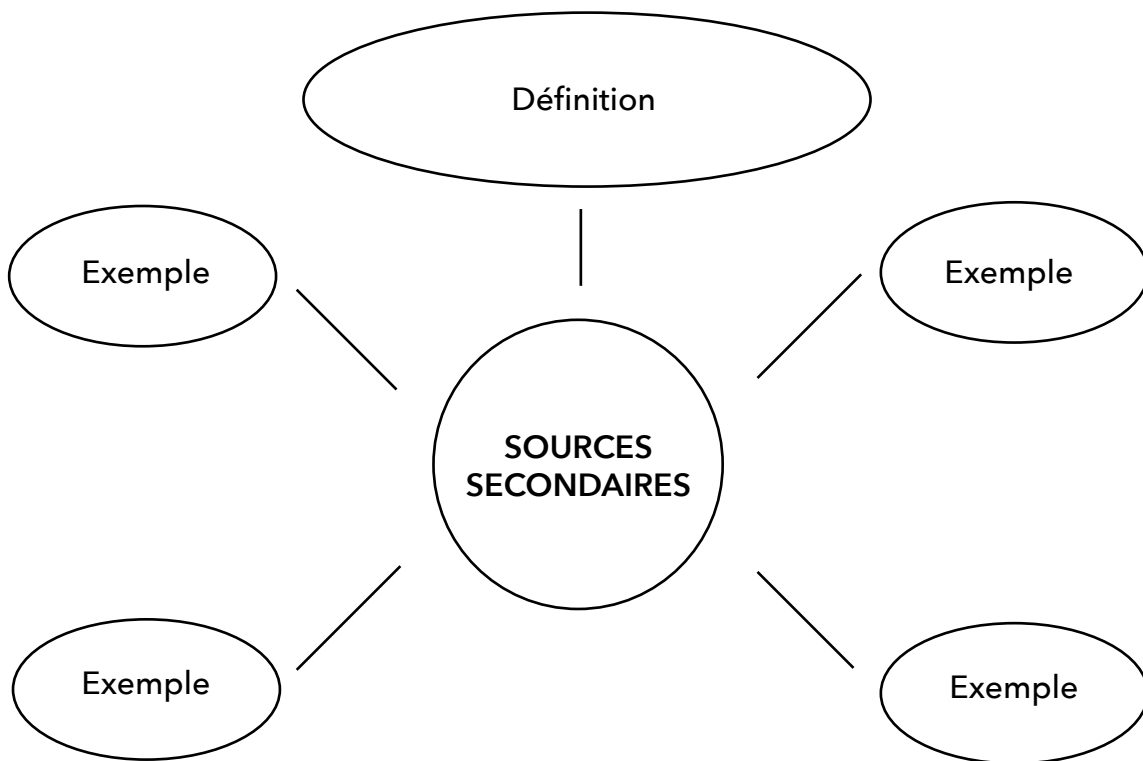 Définition
Exemple
Exemple
SOURCES
SECONDAIRES
Exemple
Exemple